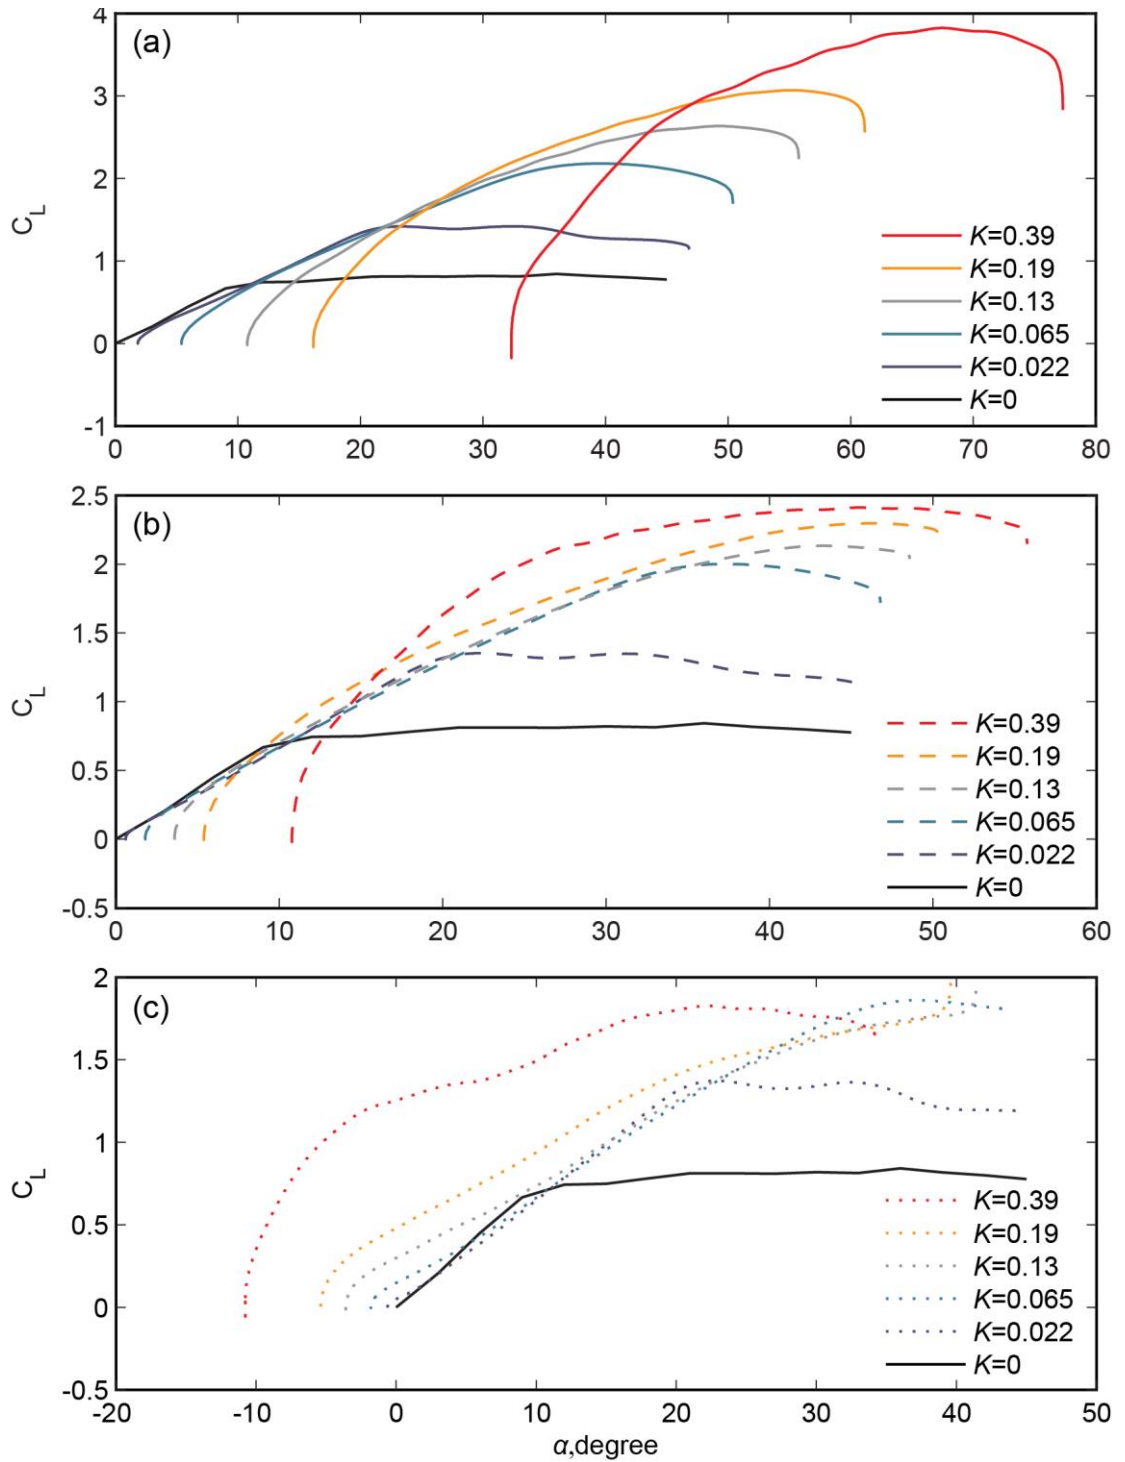 (a)
4
3
2
1
0
-1
C_L
K=0.39
K=0.19
K=0.13
K=0.065
K=0.022
K=0
0 10 20 30 40 50 60 70 80
(b)
2.5
2
1.5
1
0.5
0
-0.5
C_L
K=0.39
K=0.19
K=0.13
K=0.065
K=0.022
K=0
0 10 20 30 40 50 60
(c)
2
1.5
1
0.5
0
-0.5
C_L
K=0.39
K=0.19
K=0.13
K=0.065
K=0.022
K=0
-20 -10 0 10 20 30 40 50
α,degree